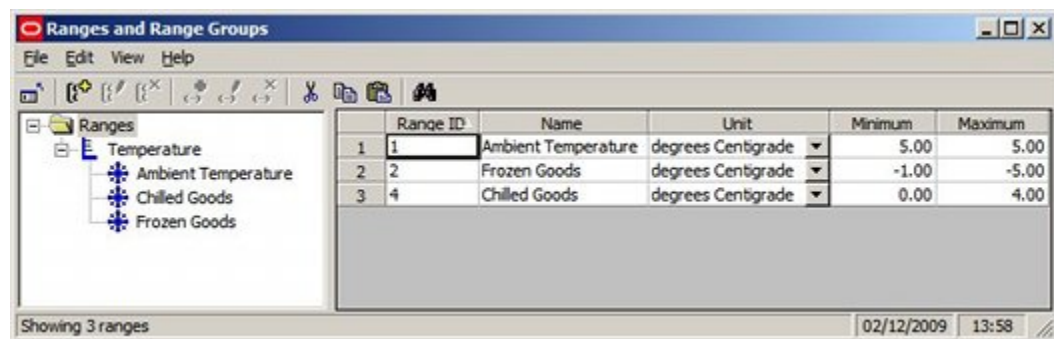 Ranges and Range Groups
File Edit View Help
Ranges
Temperature
Ambient Temperature
Chilled Goods
Frozen Goods
Range ID Name Unit Minimum Maximum
1 1 Ambient Temperature degrees Centigrade 5.00 5.00
2 2 Frozen Goods degrees Centigrade -1.00 -5.00
3 4 Chilled Goods degrees Centigrade 0.00 4.00
Showing 3 ranges 02/12/2009 13:58